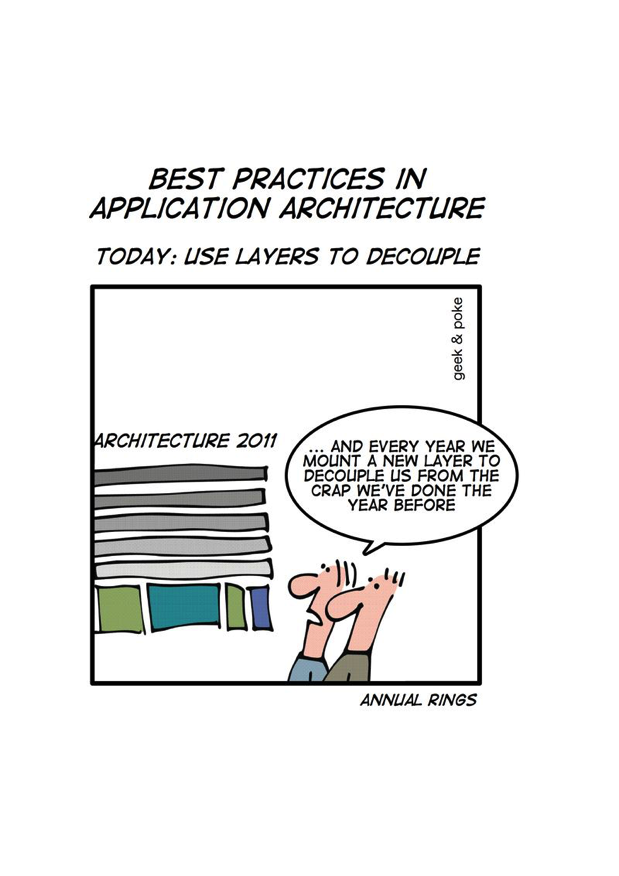 BEST PRACTICES IN
APPLICATION ARCHITECTURE
TODAY: USE LAYERS TO DECOUPLE
geek & poke
ARCHITECTURE 2011
... AND EVERY YEAR WE
MOUNT A NEW LAYER TO
DECOUPLE US FROM THE
CRAP WE'VE DONE THE
YEAR BEFORE
ANNUAL RINGS